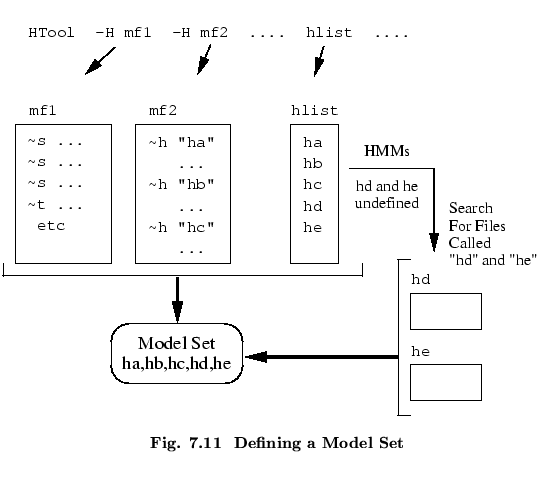 HTool -H mf1 -H mf2 .... hlist ....
mf1
~s ...
~s ...
~s ...
~t ...
etc
mf2
~h "ha"
...
~h "hb"
...
~h "hc"
...
hlist
ha
hb
hc
hd
he
HMMs
hd and he
undefined
Search
For Files
Called
"hd" and "he"
hd
he
Model Set
ha,hb,hc,hd,he
Fig. 7.11 Defining a Model Set